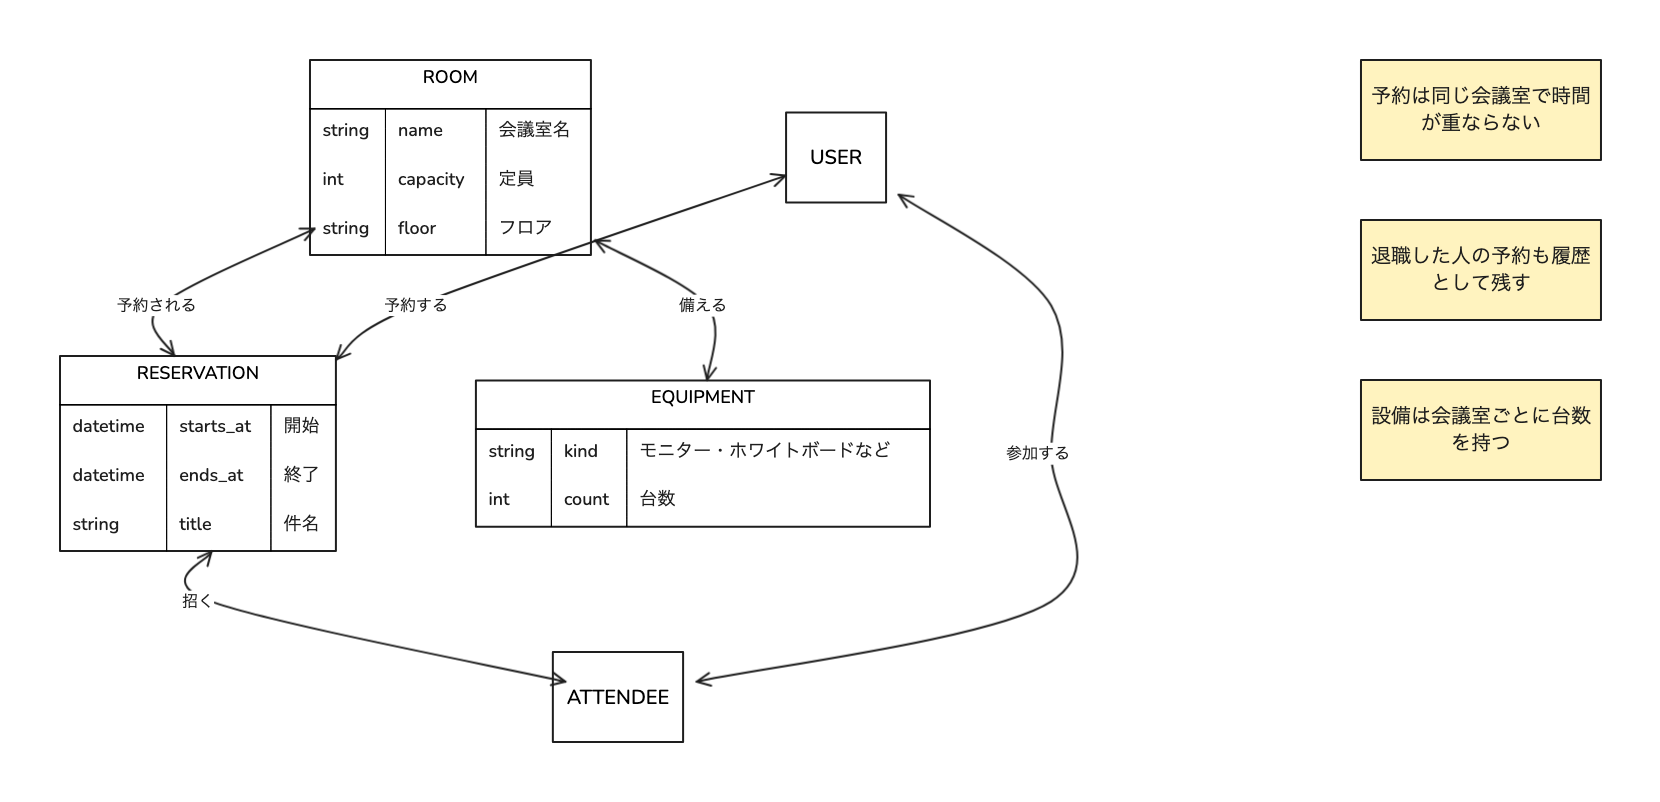 ROOM
string name 会議室名
int capacity 定員
string floor フロア
USER
予約される
予約する
備える
RESERVATION
datetime starts_at 開始
datetime ends_at 終了
string title 件名
EQUIPMENT
string kind モニター・ホワイトボードなど
int count 台数
参加する
招く
ATTENDEE
予約は同じ会議室で時間
が重ならない
退職した人の予約も履歴
として残す
設備は会議室ごとに台数
を持つ